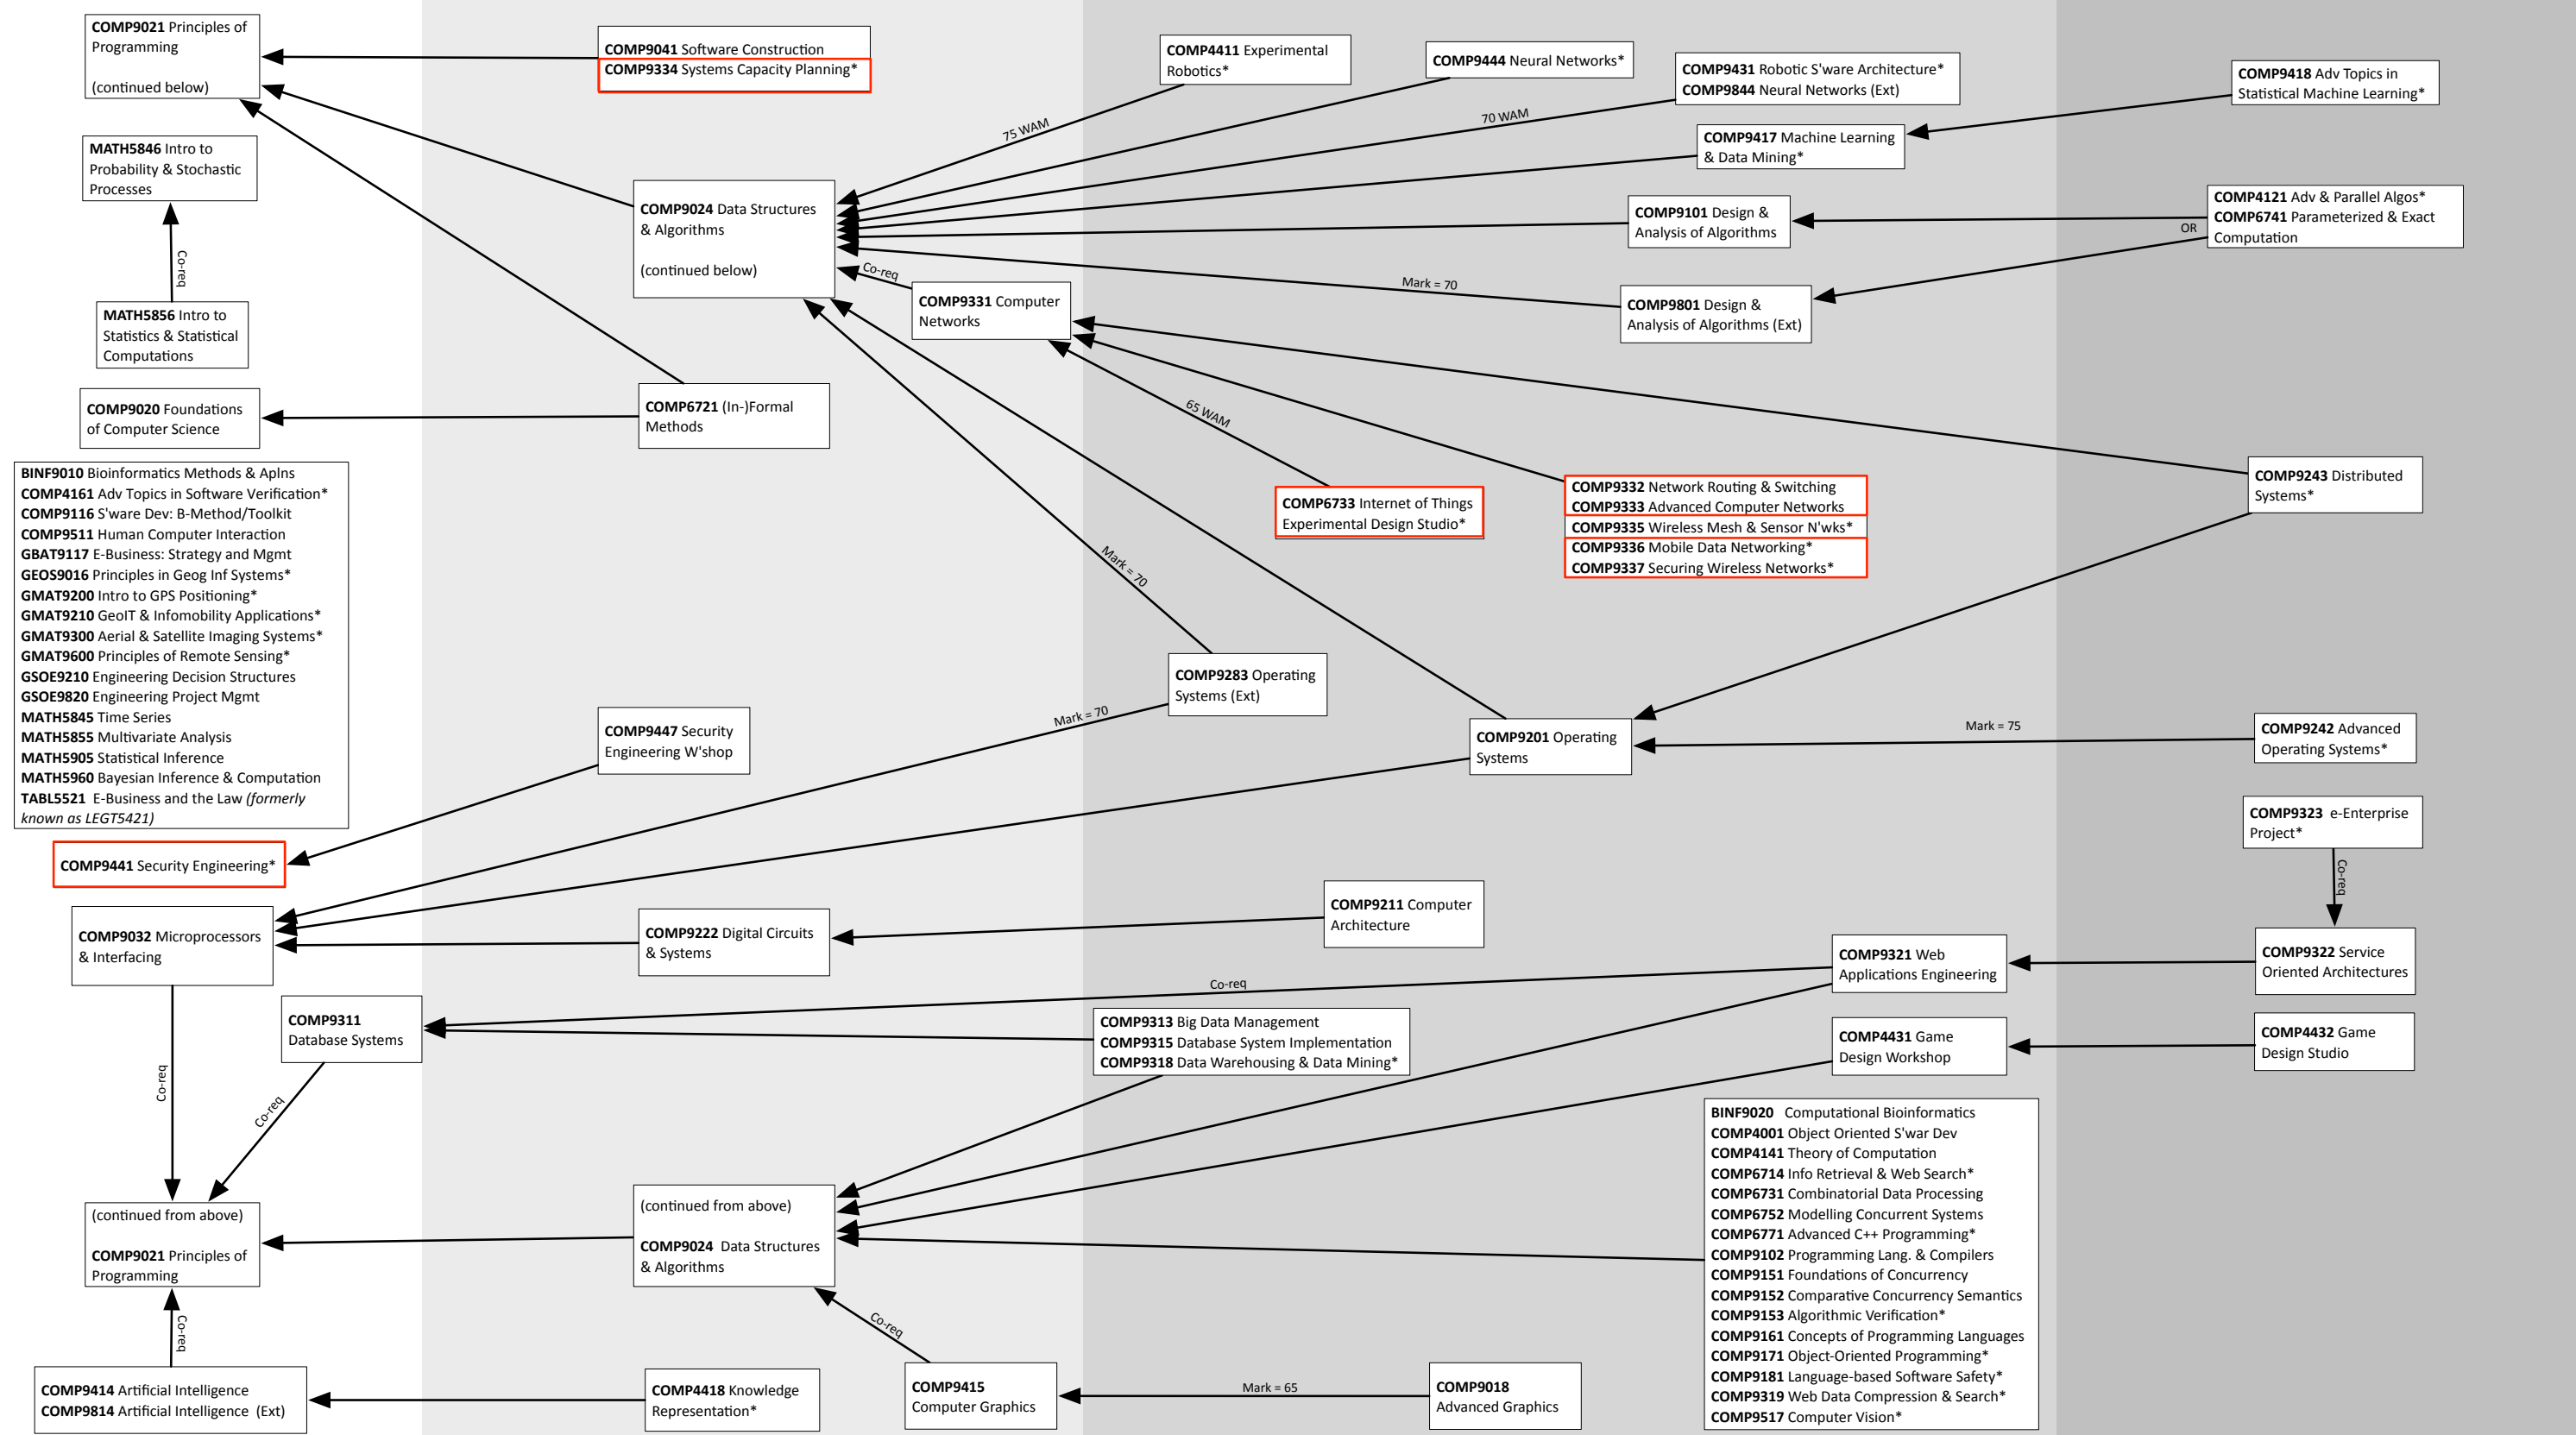 COMP9021 Principles of
Programming
(continued below)
COMP9041 Software Construction
COMP9334 Systems Capacity Planning*
COMP4411 Experimental
Robotics*
COMP9444 Neural Networks*
COMP9431 Robotic S'ware Architecture*
COMP9844 Neural Networks (Ext)
COMP9418 Adv Topics in
Statistical Machine Learning*
75 WAM
70 WAM
COMP9417 Machine Learning
& Data Mining*
MATH5846 Intro to
Probability & Stochastic
Processes
Co-req
MATH5856 Intro to
Statistics & Statistical
Computations
COMP9024 Data Structures
& Algorithms
(continued below)
COMP9101 Design &
Analysis of Algorithms
COMP4121 Adv & Parallel Algos*
COMP6741 Parameterized & Exact
Computation
OR
Co-req
COMP9331 Computer
Networks
Mark = 70
COMP9801 Design &
Analysis of Algorithms (Ext)
COMP9020 Foundations
of Computer Science
COMP6721 (In-)Formal
Methods
65 WAM
COMP6733 Internet of Things
Experimental Design Studio*
COMP9332 Network Routing & Switching
COMP9333 Advanced Computer Networks
COMP9335 Wireless Mesh & Sensor N'wks*
COMP9336 Mobile Data Networking*
COMP9337 Securing Wireless Networks*
COMP9243 Distributed
Systems*
BINF9010 Bioinformatics Methods & Aplns
COMP4161 Adv Topics in Software Verification*
COMP9116 S'ware Dev: B-Method/Toolkit
COMP9511 Human Computer Interaction
GBAT9117 E-Business: Strategy and Mgmt
GEOS9016 Principles in Geog Inf Systems*
GMAT9200 Intro to GPS Positioning*
GMAT9210 GeoIT & Infomobility Applications*
GMAT9300 Aerial & Satellite Imaging Systems*
GMAT9600 Principles of Remote Sensing*
GSOE9210 Engineering Decision Structures
GSOE9820 Engineering Project Mgmt
MATH5845 Time Series
MATH5855 Multivariate Analysis
MATH5905 Statistical Inference
MATH5960 Bayesian Inference & Computation
TABL5521 E-Business and the Law (formerly
known as LEGT5421)
Mark = 70
COMP9283 Operating
Systems (Ext)
Mark = 70
COMP9447 Security
Engineering W'shop
COMP9201 Operating
Systems
Mark = 75
COMP9242 Advanced
Operating Systems*
COMP9323 e-Enterprise
Project*
Co-req
COMP9441 Security Engineering*
COMP9032 Microprocessors
& Interfacing
COMP9222 Digital Circuits
& Systems
COMP9211 Computer
Architecture
COMP9321 Web
Applications Engineering
COMP9322 Service
Oriented Architectures
Co-req
COMP9311
Database Systems
COMP9313 Big Data Management
COMP9315 Database System Implementation
COMP9318 Data Warehousing & Data Mining*
COMP4431 Game
Design Workshop
COMP4432 Game
Design Studio
Co-req
Co-req
BINF9020 Computational Bioinformatics
COMP4001 Object Oriented S'war Dev
COMP4141 Theory of Computation
COMP6714 Info Retrieval & Web Search*
COMP6731 Combinatorial Data Processing
COMP6752 Modelling Concurrent Systems
COMP6771 Advanced C++ Programming*
COMP9102 Programming Lang. & Compilers
COMP9151 Foundations of Concurrency
COMP9152 Comparative Concurrency Semantics
COMP9153 Algorithmic Verification*
COMP9161 Concepts of Programming Languages
COMP9171 Object-Oriented Programming*
COMP9181 Language-based Software Safety*
COMP9319 Web Data Compression & Search*
COMP9517 Computer Vision*
(continued from above)
COMP9021 Principles of
Programming
(continued from above)
COMP9024 Data Structures
& Algorithms
Co-req
Co-req
COMP9414 Artificial Intelligence
COMP9814 Artificial Intelligence (Ext)
COMP4418 Knowledge
Representation*
COMP9415
Computer Graphics
Mark = 65
COMP9018
Advanced Graphics